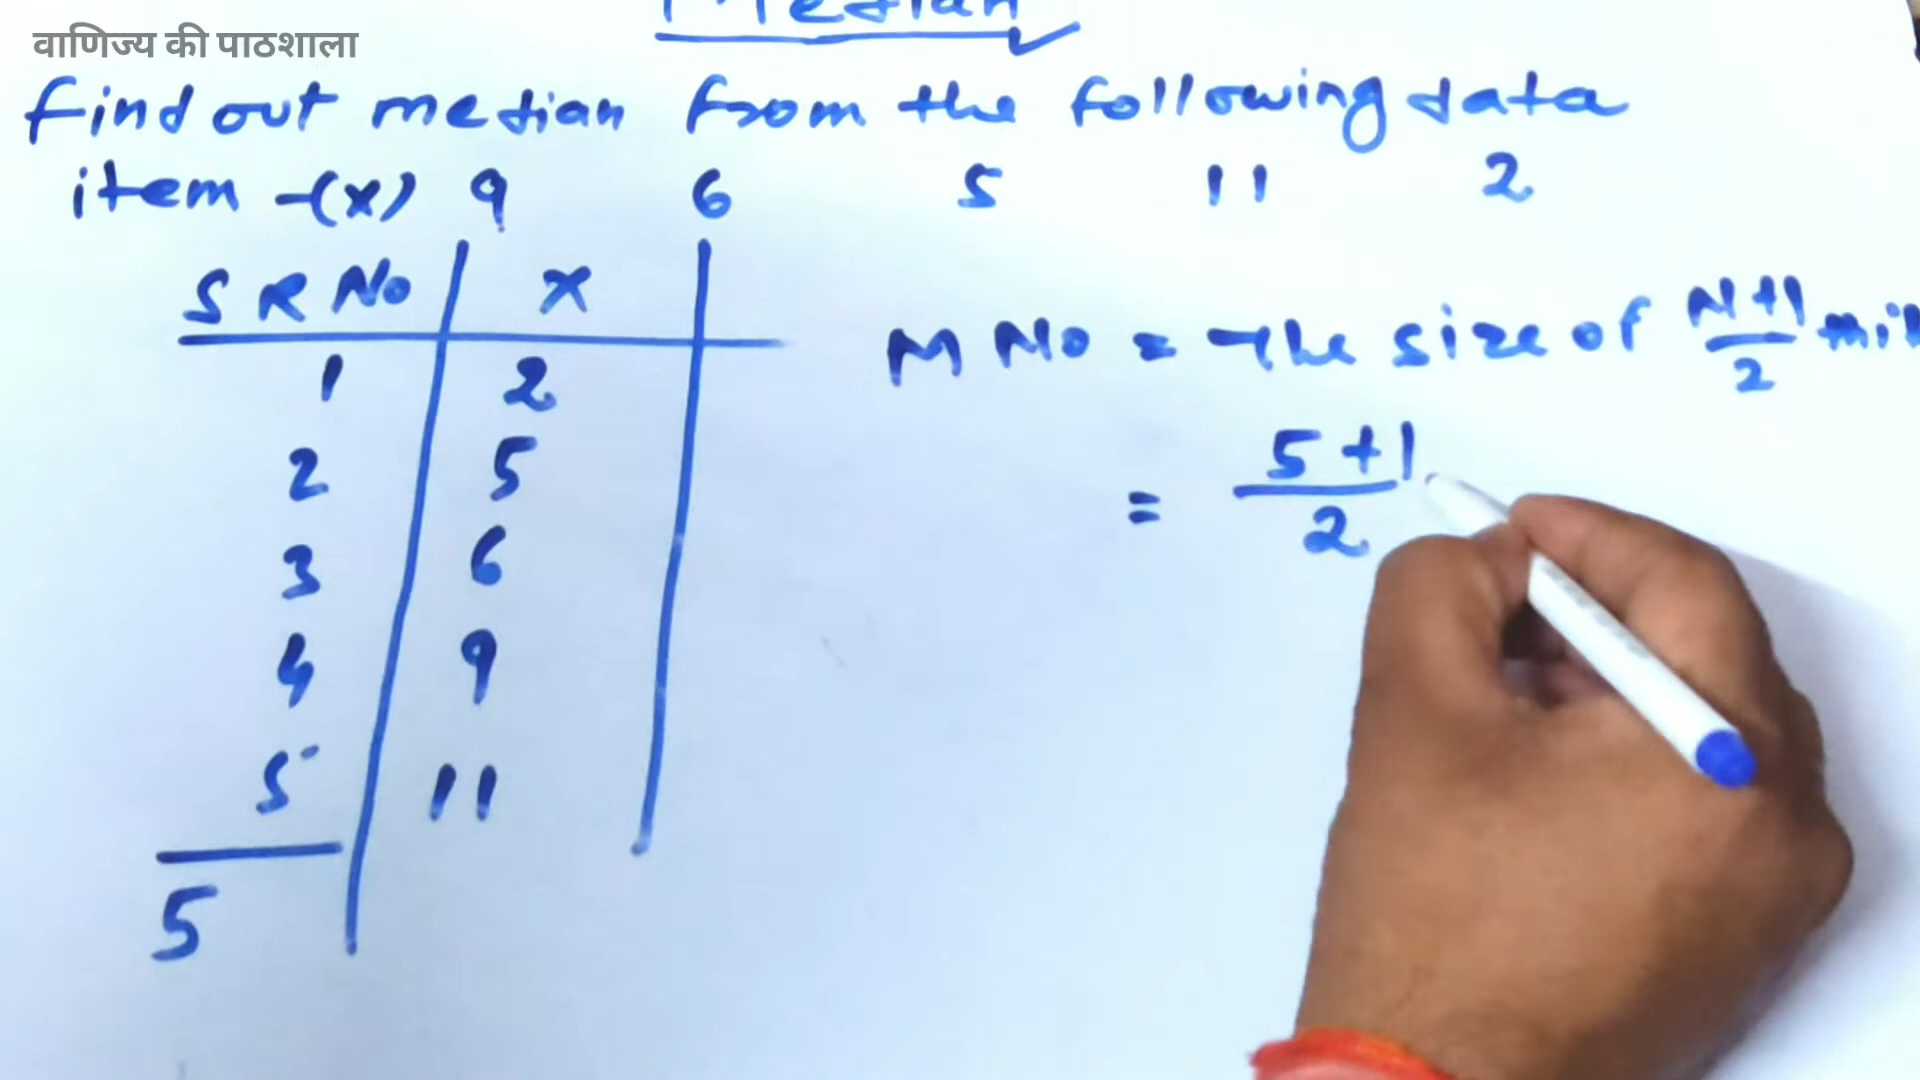 Median
वाणिज्य की पाठशाला
find out median from the following data
item -(x) 9 6 5 11 2
S R No x
1 2
2 5
3 6
4 9
5 11
5
M No = The size of N+1/2
= 5+1/2